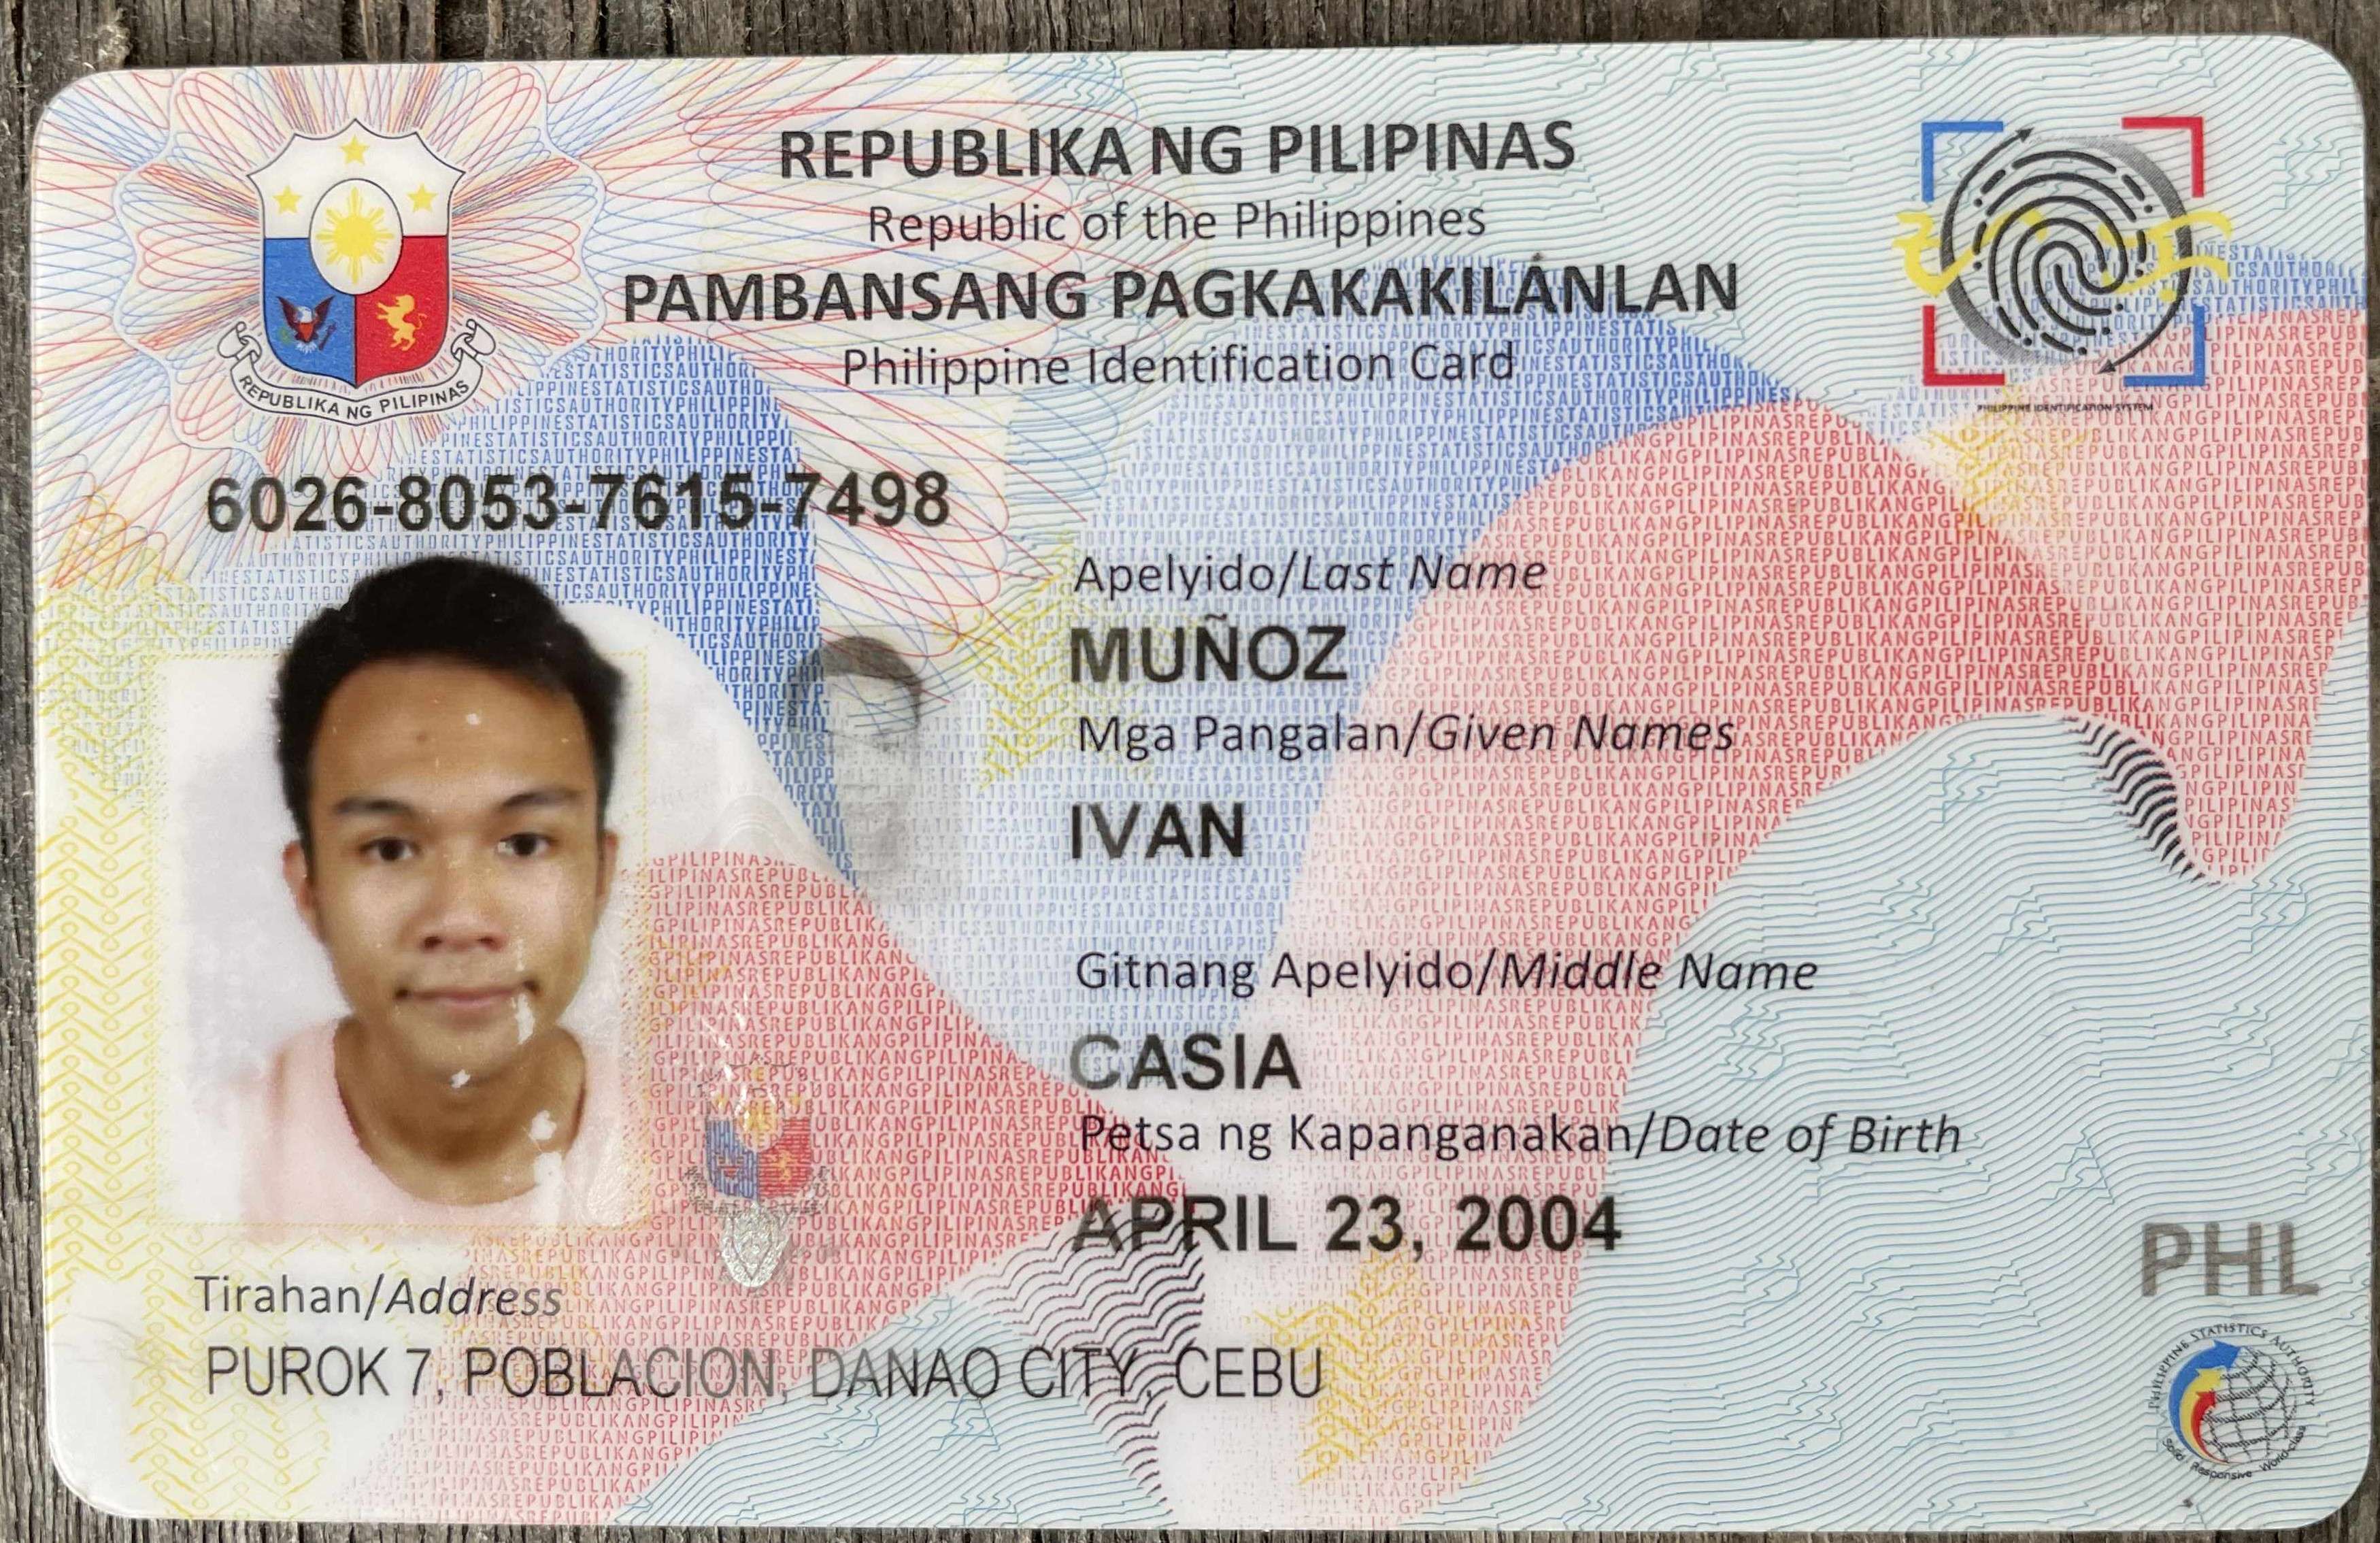 REPUBLIKA NG PILIPINAS
Republic of the Philippines
PAMBANSANG PAGKAKAKILANLAN
Philippine Identification Card
REPUBLIKA NG PILIPINAS
PHILIPPINE IDENTIFICATION SYSTEM
6026-8053-7615-7498
Apelyido/Last Name
MUÑOZ
Mga Pangalan/Given Names
IVAN
Gitnang Apelyido/Middle Name
CASIA
Petsa ng Kapanganakan/Date of Birth
APRIL 23, 2004
PHL
Tirahan/Address
PUROK 7, POBLACION, DANAO CITY, CEBU
PHILIPPINE STATISTICS AUTHORITY
Solid Responsive World-class